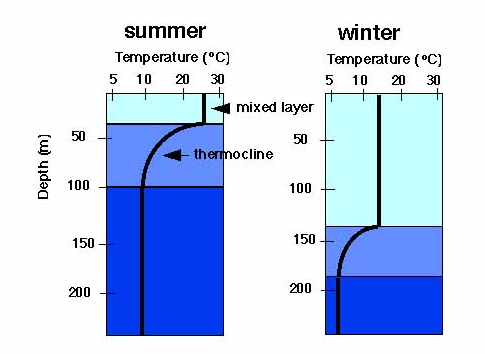 summer
Temperature (°C)
5 10 20 30
mixed layer
50
thermocline
Depth (m)
100
150
200
winter
Temperature (°C)
5 10 20 30
50
100
150
200